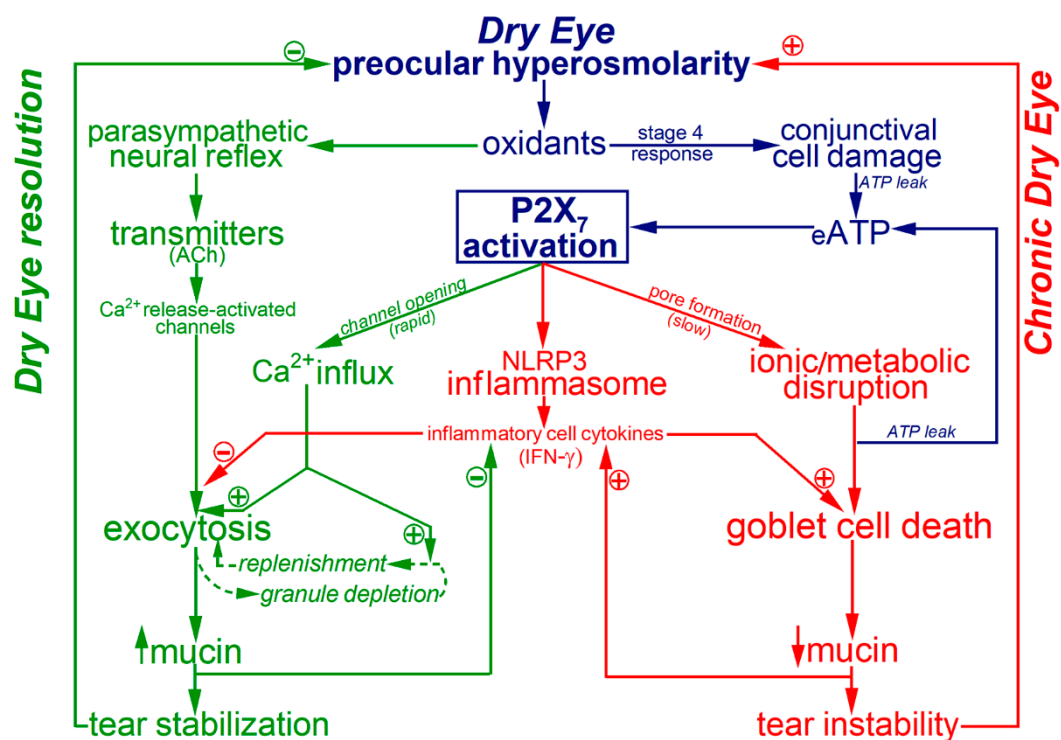 Dry Eye
preocular hyperosmolarity
⊖
⊕
Dry Eye resolution
Chronic Dry Eye
parasympathetic
neural reflex
oxidants
stage 4
response
conjunctival
cell damage
ATP leak
transmitters
(ACh)
P2X₇
activation
eATP
Ca²⁺ release-activated
channels
channel opening
(rapid)
pore formation
(slow)
Ca²⁺ influx
NLRP3
inflammasome
ionic/metabolic
disruption
inflammatory cell cytokines
(IFN-γ)
ATP leak
⊖
⊖
⊕
⊕
⊕
⊕
exocytosis
goblet cell death
replenishment
granule depletion
↑mucin
↓mucin
tear stabilization
tear instability